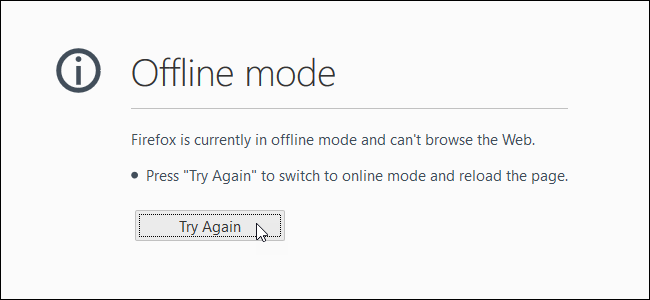 Offline mode
Firefox is currently in offline mode and can't browse the Web.
• Press "Try Again" to switch to online mode and reload the page.
Try Again